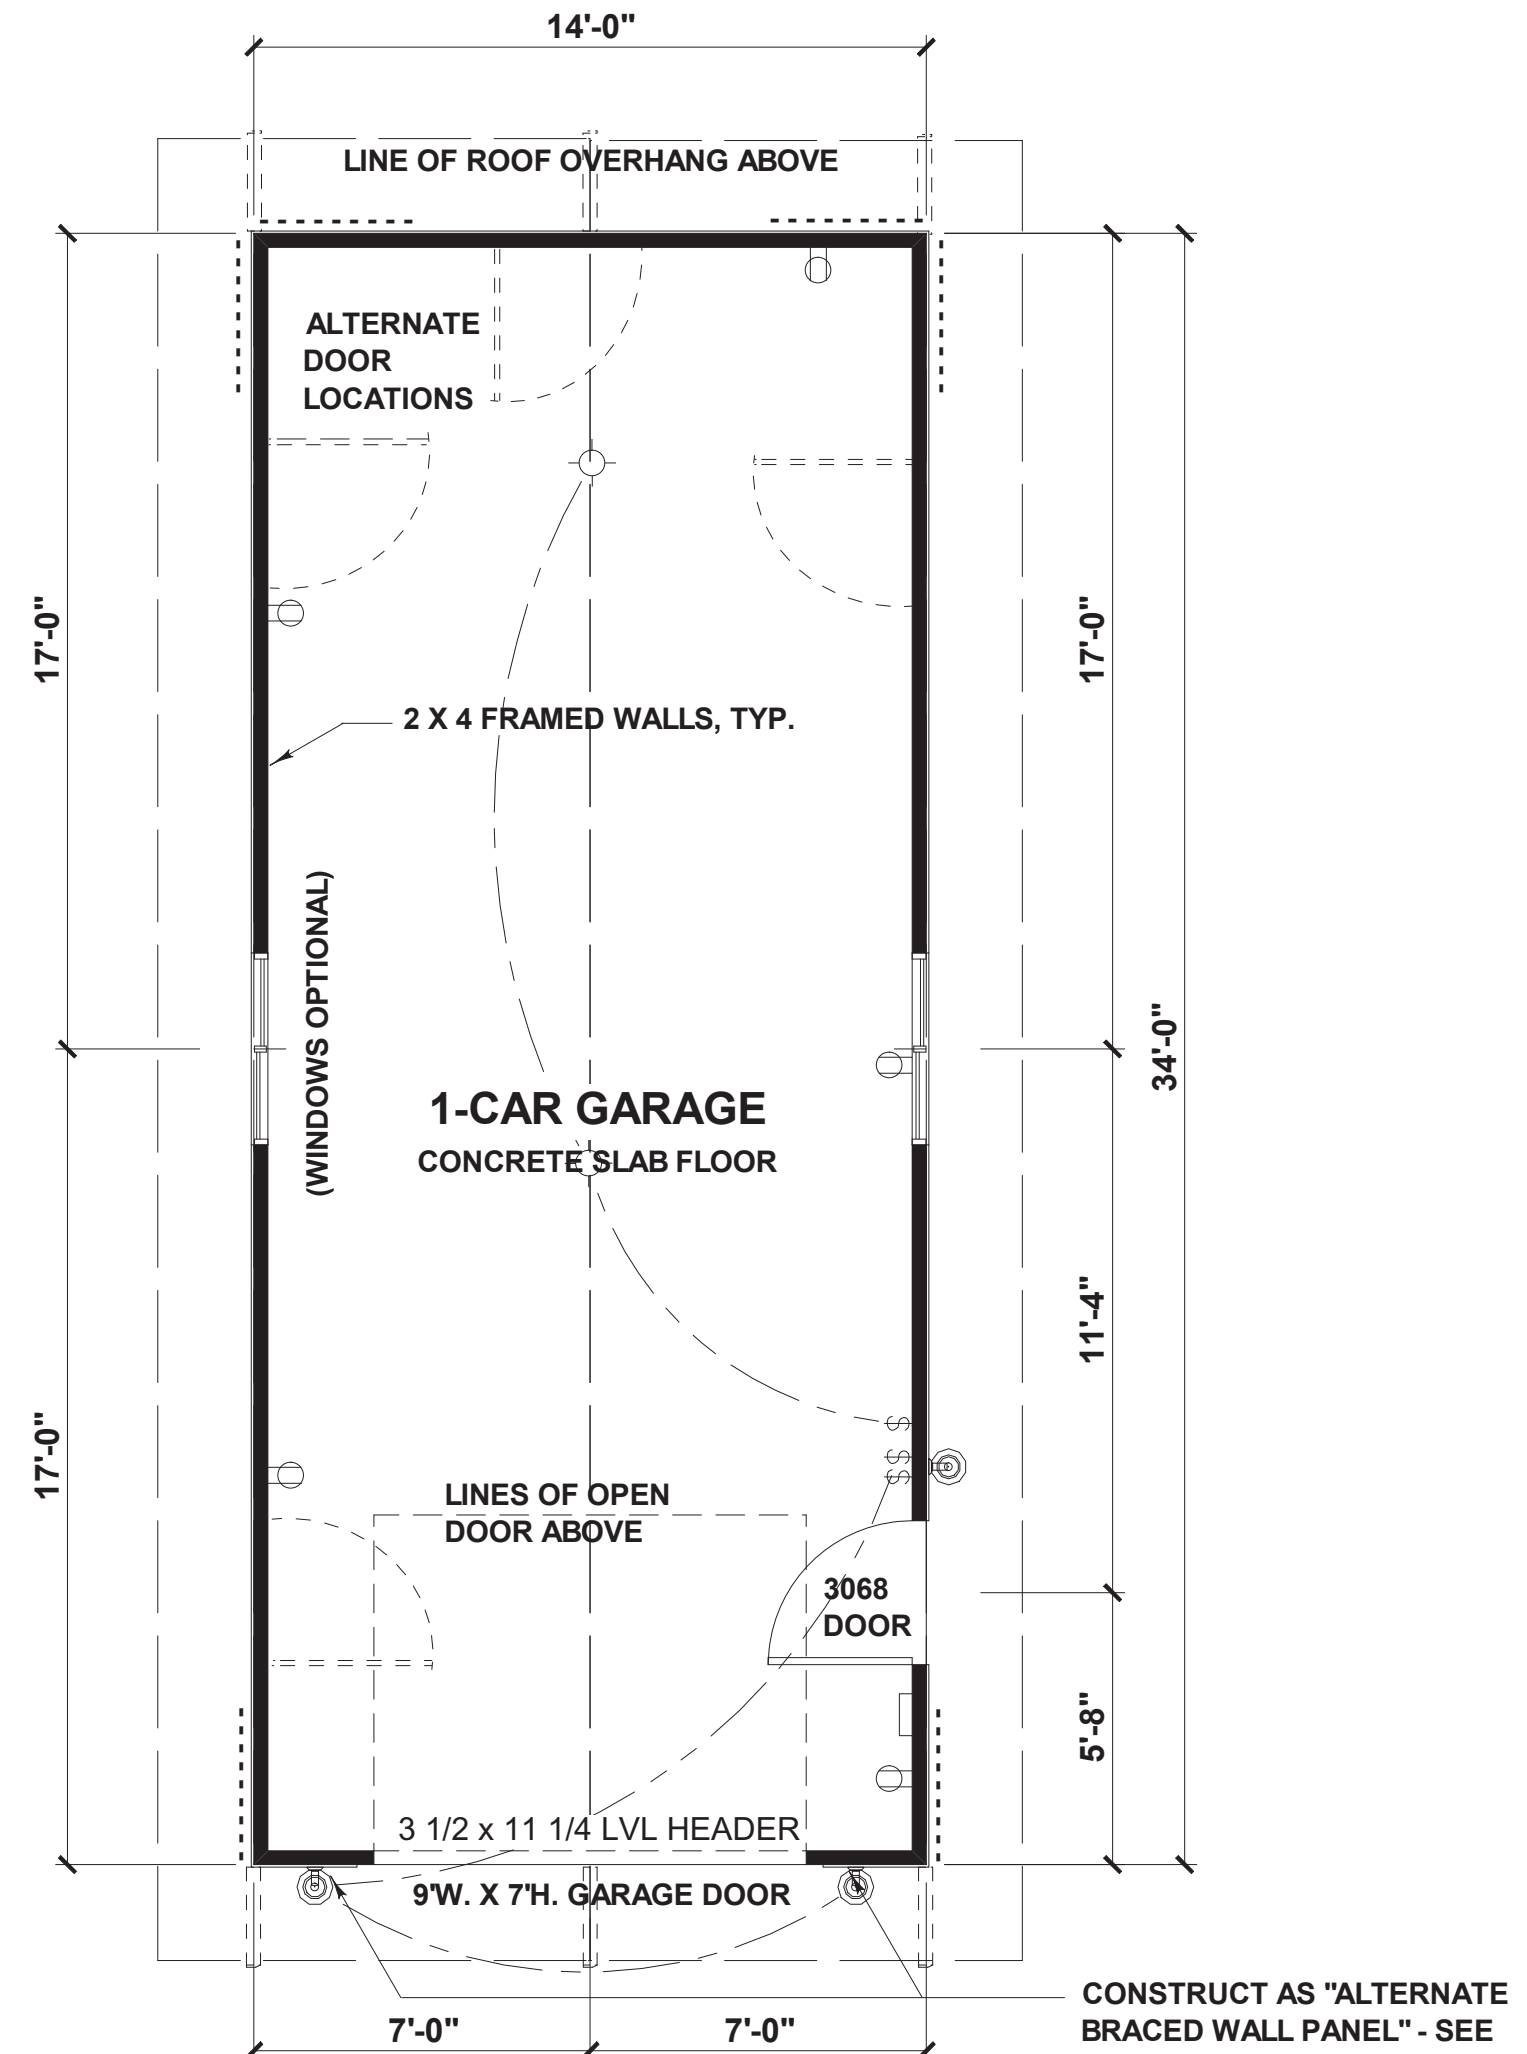 14'-0"
LINE OF ROOF OVERHANG ABOVE
ALTERNATE
DOOR
LOCATIONS
17'-0"
17'-0"
2 X 4 FRAMED WALLS, TYP.
(WINDOWS OPTIONAL)
34'-0"
1-CAR GARAGE
CONCRETE SLAB FLOOR
11'-4"
17'-0"
S
S
S
LINES OF OPEN
DOOR ABOVE
3068
DOOR
5'-8"
3 1/2 x 11 1/4 LVL HEADER
9'W. X 7'H. GARAGE DOOR
CONSTRUCT AS "ALTERNATE
BRACED WALL PANEL" - SEE
7'-0"
7'-0"